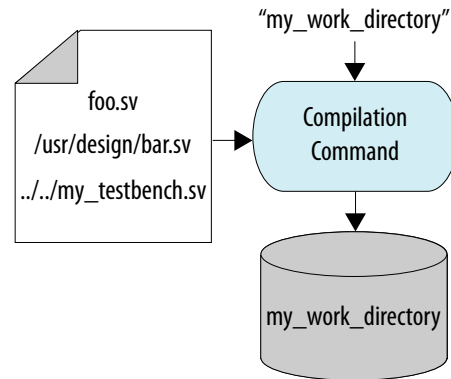 “my_work_directory”
foo.sv
/usr/design/bar.sv
../../my_testbench.sv
Compilation
Command
my_work_directory